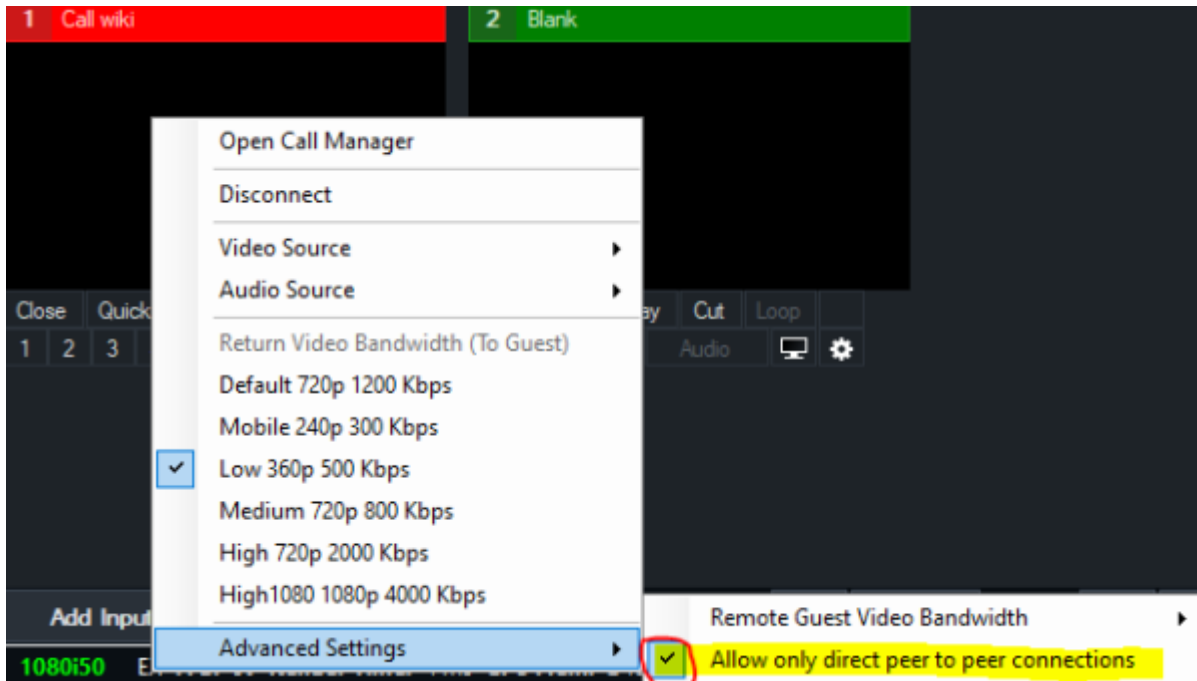 1 Call wiki 2 Blank
Open Call Manager
Disconnect
Video Source
Audio Source
Close Quick Cut Loop
1 2 3 Audio
Return Video Bandwidth (To Guest)
Default 720p 1200 Kbps
Mobile 240p 300 Kbps
Low 360p 500 Kbps
Medium 720p 800 Kbps
High 720p 2000 Kbps
High1080 1080p 4000 Kbps
Add Input
Remote Guest Video Bandwidth
Advanced Settings
Allow only direct peer to peer connections
1080i50